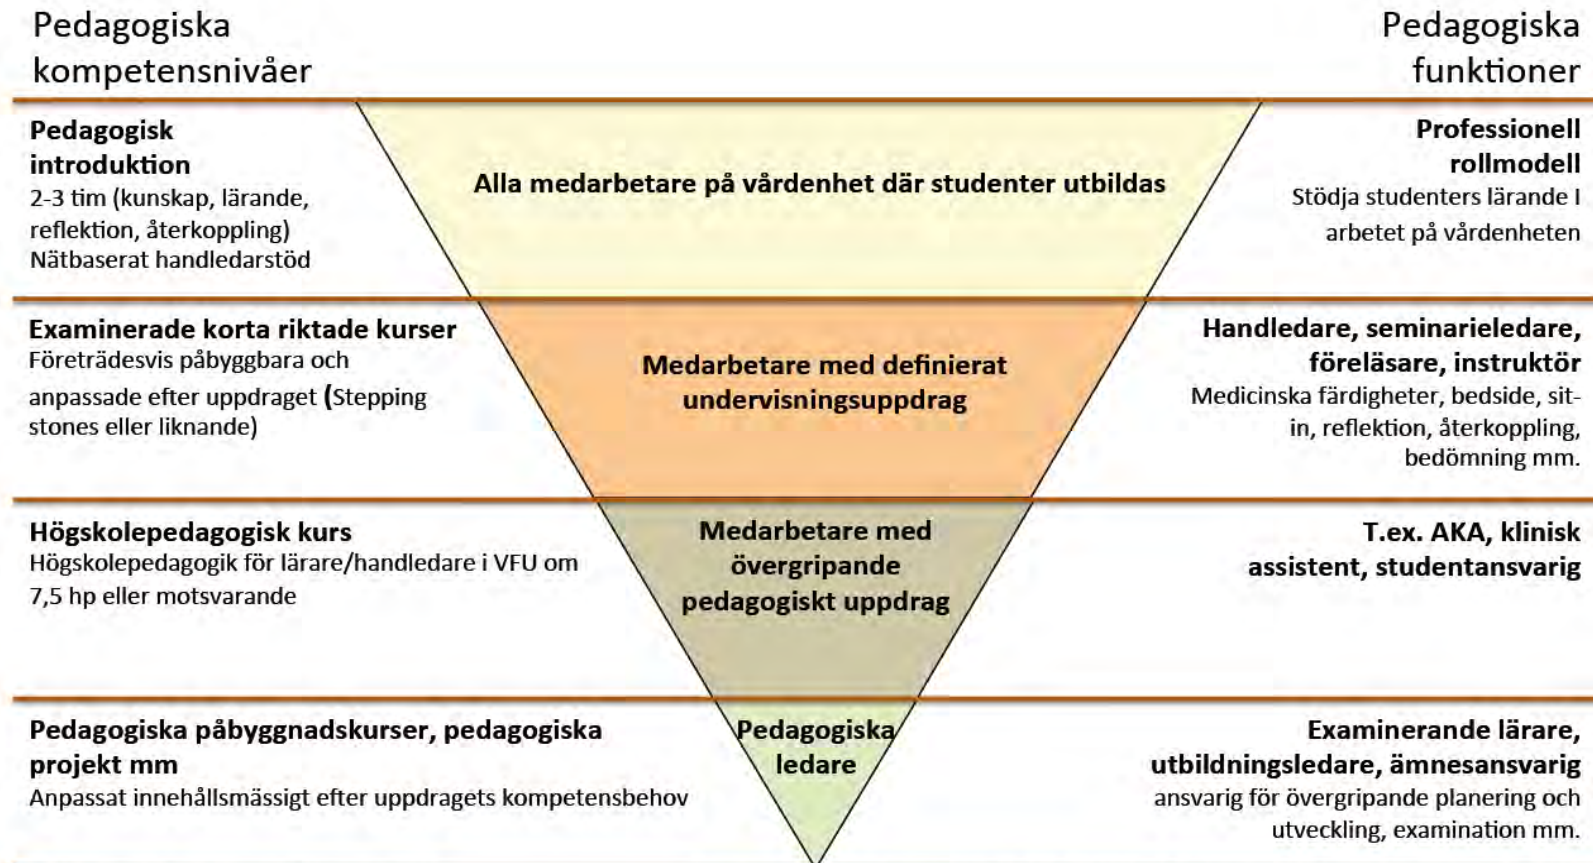 Pedagogiska
kompetensnivåer
Pedagogiska
funktioner
Pedagogisk
introduktion
2-3 tim (kunskap, lärande,
reflektion, återkoppling)
Nätbaserat handledarstöd
Alla medarbetare på vårdenhet där studenter utbildas
Professionell
rollmodell
Stödja studenters lärande I
arbetet på vårdenheten
Examinerade korta riktade kurser
Företrädesvis påbyggbara och
anpassade efter uppdraget (Stepping
stones eller liknande)
Medarbetare med definierat
undervisningsuppdrag
Handledare, seminarieledare,
föreläsare, instruktör
Medicinska färdigheter, bedside, sit-
in, reflektion, återkoppling,
bedömning mm.
Högskolepedagogisk kurs
Högskolepedagogik för lärare/handledare i VFU om
7,5 hp eller motsvarande
Medarbetare med
övergripande
pedagogiskt uppdrag
T.ex. AKA, klinisk
assistent, studentansvarig
Pedagogiska påbyggnadskurser, pedagogiska
projekt mm
Anpassat innehållsmässigt efter uppdragets kompetensbehov
Pedagogiska
ledare
Examinerande lärare,
utbildningsledare, ämnesansvarig
ansvarig för övergripande planering och
utveckling, examination mm.